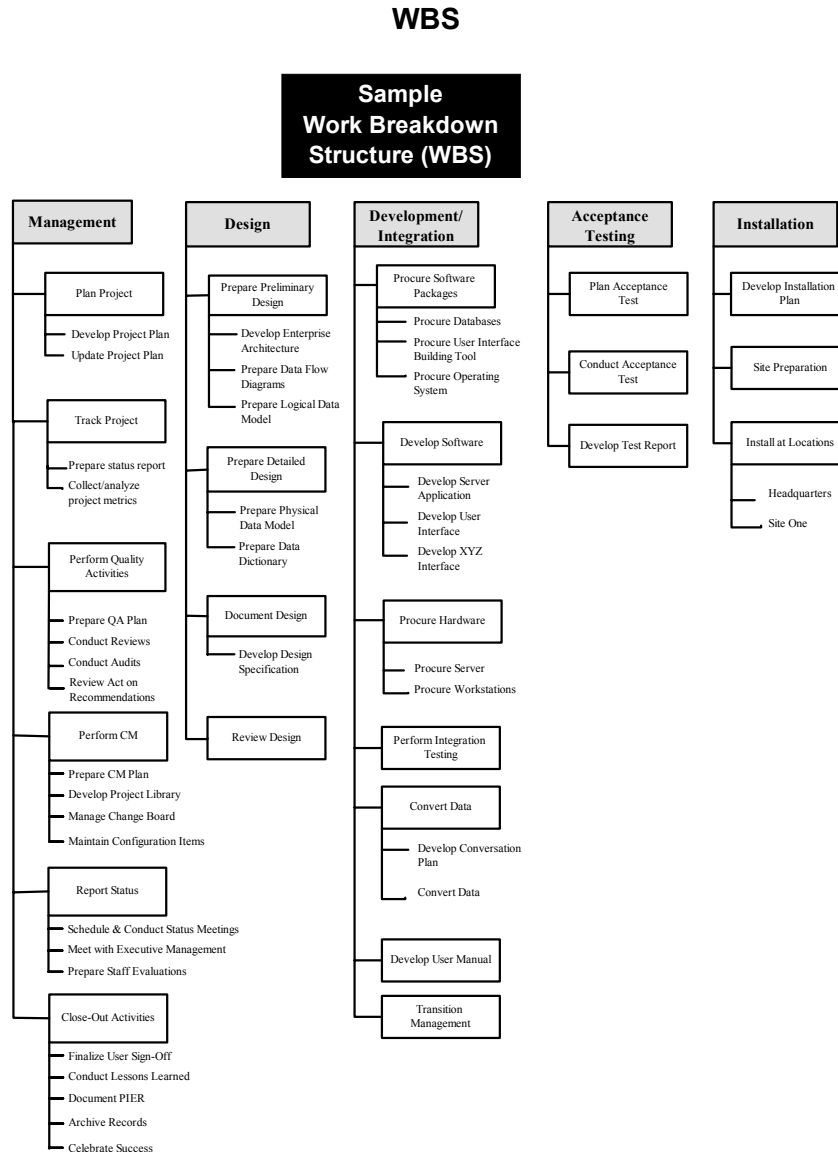 WBS
Sample
Work Breakdown
Structure (WBS)
Management
Plan Project
Develop Project Plan
Update Project Plan
Track Project
Prepare status report
Collect/analyze
project metrics
Perform Quality
Activities
Prepare QA Plan
Conduct Reviews
Conduct Audits
Review Act on
Recommendations
Perform CM
Prepare CM Plan
Develop Project Library
Manage Change Board
Maintain Configuration Items
Report Status
Schedule & Conduct Status Meetings
Meet with Executive Management
Prepare Staff Evaluations
Close-Out Activities
Finalize User Sign-Off
Conduct Lessons Learned
Document PIER
Archive Records
Celebrate Success
Design
Prepare Preliminary
Design
Develop Enterprise
Architecture
Prepare Data Flow
Diagrams
Prepare Logical Data
Model
Prepare Detailed
Design
Prepare Physical
Data Model
Prepare Data
Dictionary
Document Design
Develop Design
Specification
Review Design
Development/
Integration
Procure Software
Packages
Procure Databases
Procure User Interface
Building Tool
Procure Operating
System
Develop Software
Develop Server
Application
Develop User
Interface
Develop XYZ
Interface
Procure Hardware
Procure Server
Procure Workstations
Perform Integration
Testing
Convert Data
Develop Conversation
Plan
Convert Data
Develop User Manual
Transition
Management
Acceptance
Testing
Plan Acceptance
Test
Conduct Acceptance
Test
Develop Test Report
Installation
Develop Installation
Plan
Site Preparation
Install at Locations
Headquarters
Site One